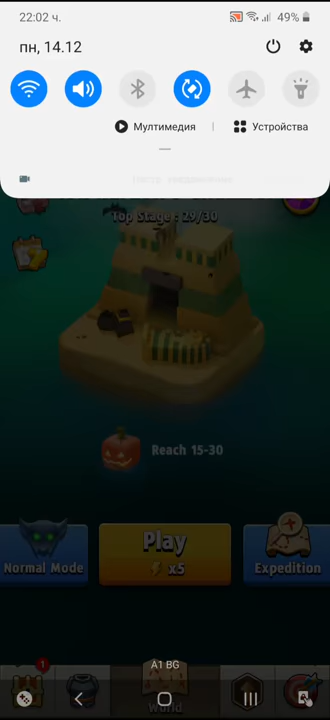 22:02 ч.
49%
пн, 14.12
Мултимедия
Устройства
Top Stage : 29/30
Reach 15-30
Normal Mode
Play
x5
Expedition
A1 BG
1
World